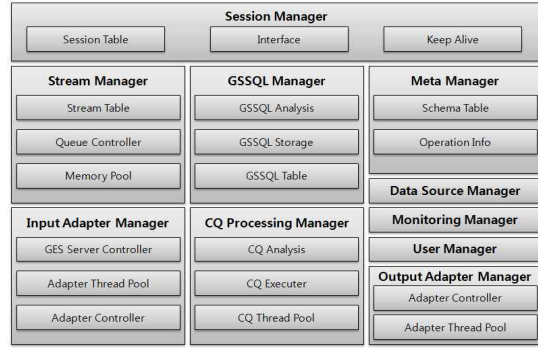 Session Manager
Session Table
Interface
Keep Alive
Stream Manager
Stream Table
Queue Controller
Memory Pool
GSSQL Manager
GSSQL Analysis
GSSQL Storage
GSSQL Table
Meta Manager
Schema Table
Operation Info
Data Source Manager
Monitoring Manager
User Manager
Input Adapter Manager
GES Server Controller
Adapter Thread Pool
Adapter Controller
CQ Processing Manager
CQ Analysis
CQ Executer
CQ Thread Pool
Output Adapter Manager
Adapter Controller
Adapter Thread Pool